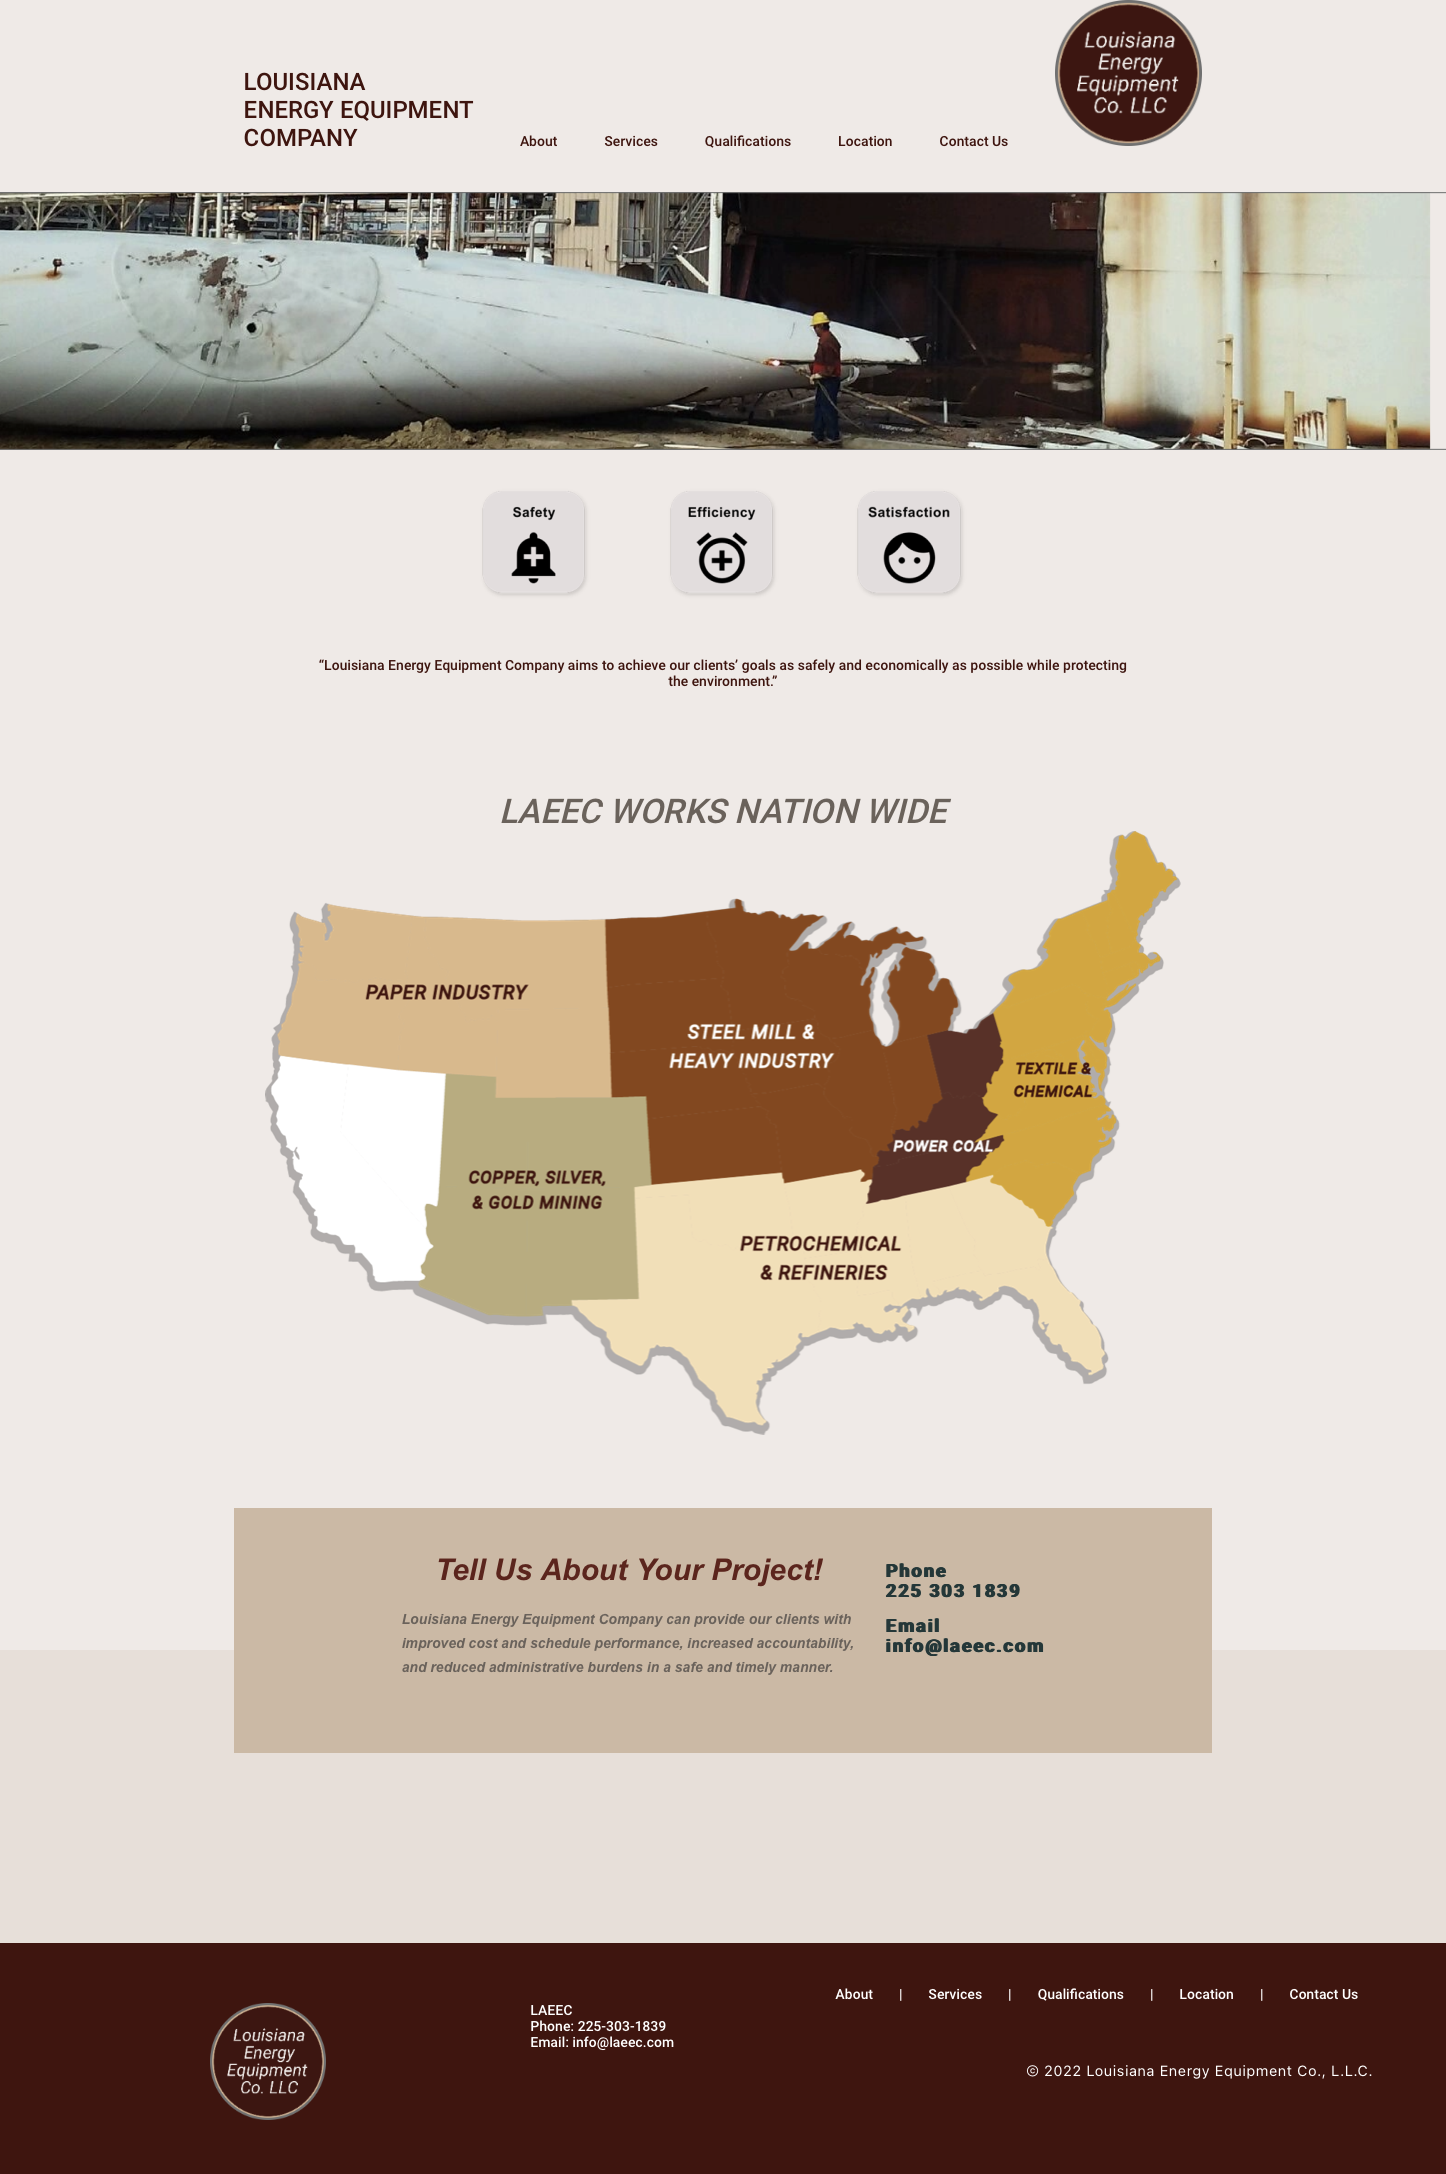 LOUISIANA
ENERGY EQUIPMENT
COMPANY
About Services Qualifications Location Contact Us
Louisiana
Energy
Equipment
Co. LLC
Safety Efficiency Satisfaction
“Louisiana Energy Equipment Company aims to achieve our clients’ goals as safely and economically as possible while protecting
the environment.”
LAEEC WORKS NATION WIDE
PAPER INDUSTRY
STEEL MILL &
HEAVY INDUSTRY
TEXTILE &
CHEMICAL
POWER COAL
COPPER, SILVER,
& GOLD MINING
PETROCHEMICAL
& REFINERIES
Tell Us About Your Project!
Louisiana Energy Equipment Company can provide our clients with
improved cost and schedule performance, increased accountability,
and reduced administrative burdens in a safe and timely manner.
Phone
225 303 1839
Email
info@laeec.com
Louisiana
Energy
Equipment
Co. LLC
LAEEC
Phone: 225-303-1839
Email: info@laeec.com
About | Services | Qualifications | Location | Contact Us
© 2022 Louisiana Energy Equipment Co., L.L.C.